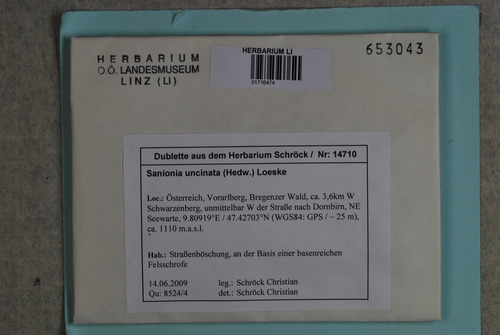 HERBARIUM
O.Ö. LANDESMUSEUM
LINZ (LI)
HERBARIUM LI
01716474
653043
Dublette aus dem Herbarium Schröck / Nr: 14710
Sanionia uncinata (Hedw.) Loeske
Loc.: Österreich, Vorarlberg, Bregenzer Wald, ca. 3,6km W
Schwarzenberg, unmittelbar W der Straße nach Dornbirn, NE
Seewarte, 9.80919°E / 47.42703°N (WGS84: GPS / ~ 25 m),
ca. 1110 m.a.s.l.
Hab.: Straßenböschung, an der Basis einer basenreichen
Felsschrofe
14.06.2009 leg.: Schröck Christian
Qu: 8524/4 det.: Schröck Christian